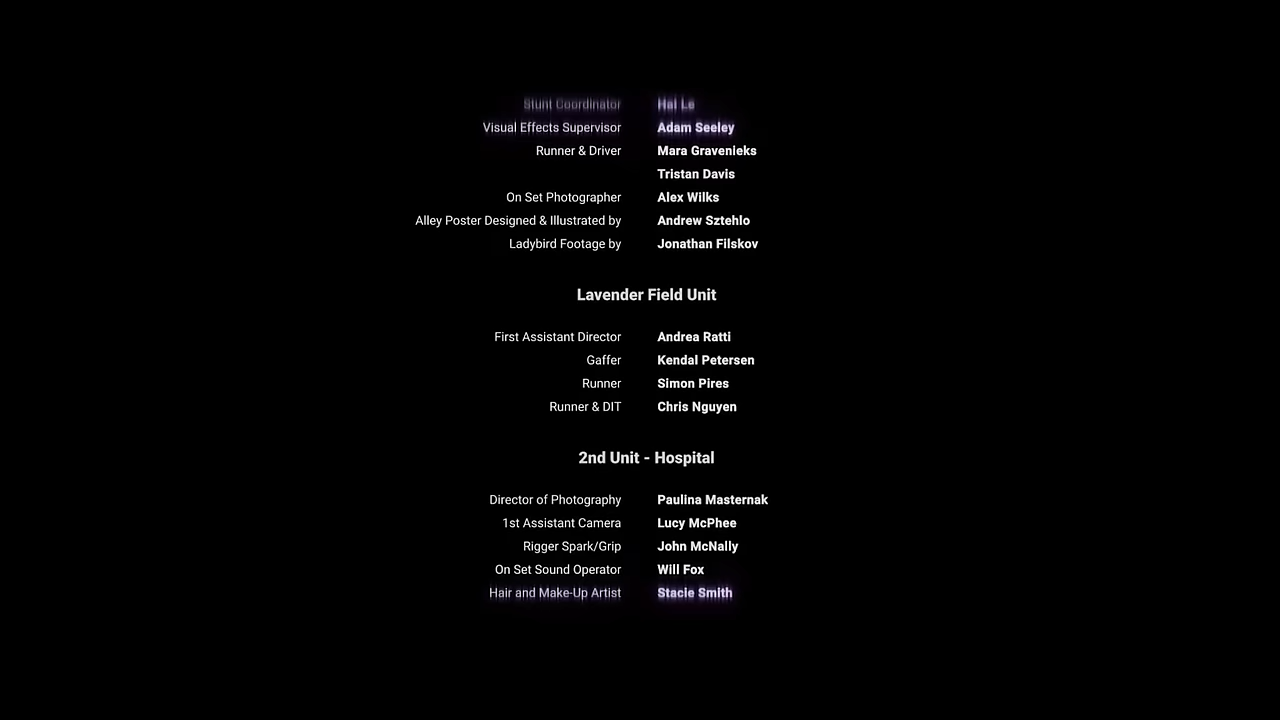 Stunt Coordinator Hai Le
Visual Effects Supervisor Adam Seeley
Runner & Driver Mara Gravenieks
Tristan Davis
On Set Photographer Alex Wilks
Alley Poster Designed & Illustrated by Andrew Sztehlo
Ladybird Footage by Jonathan Filskov
Lavender Field Unit
First Assistant Director Andrea Ratti
Gaffer Kendal Petersen
Runner Simon Pires
Runner & DIT Chris Nguyen
2nd Unit - Hospital
Director of Photography Paulina Masternak
1st Assistant Camera Lucy McPhee
Rigger Spark/Grip John McNally
On Set Sound Operator Will Fox
Hair and Make-Up Artist Stacie Smith